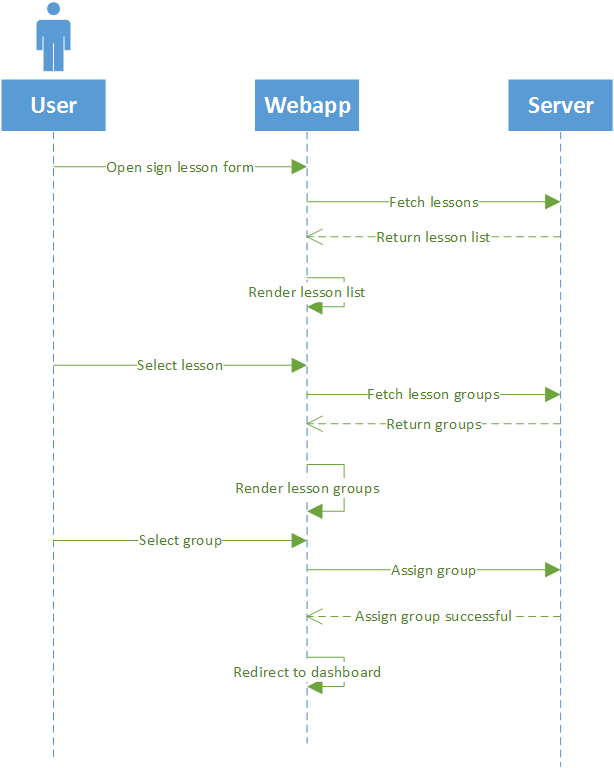 User
Webapp
Server
Open sign lesson form
Fetch lessons
Return lesson list
Render lesson list
Select lesson
Fetch lesson groups
Return groups
Render lesson groups
Select group
Assign group
Assign group successful
Redirect to dashboard